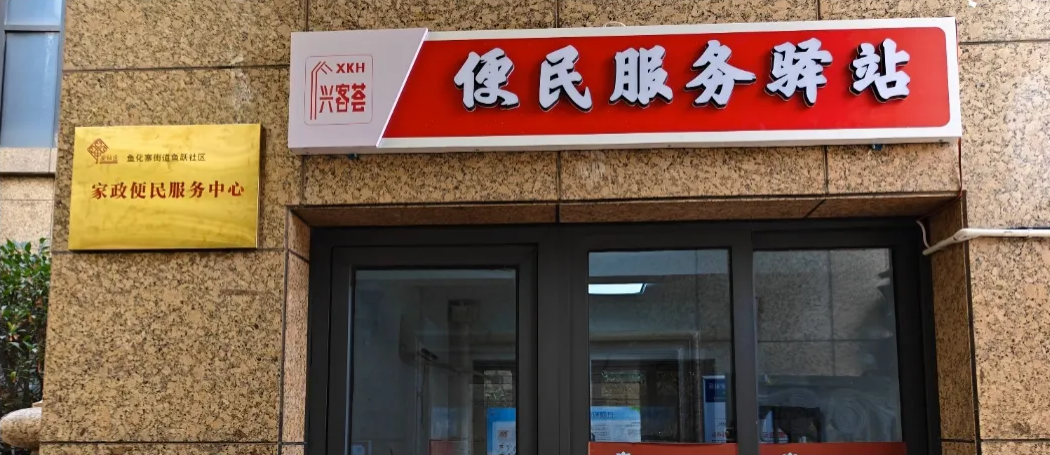 XKH
兴客荟
便民服务驿站
鱼化寨街道鱼跃社区
家政便民服务中心